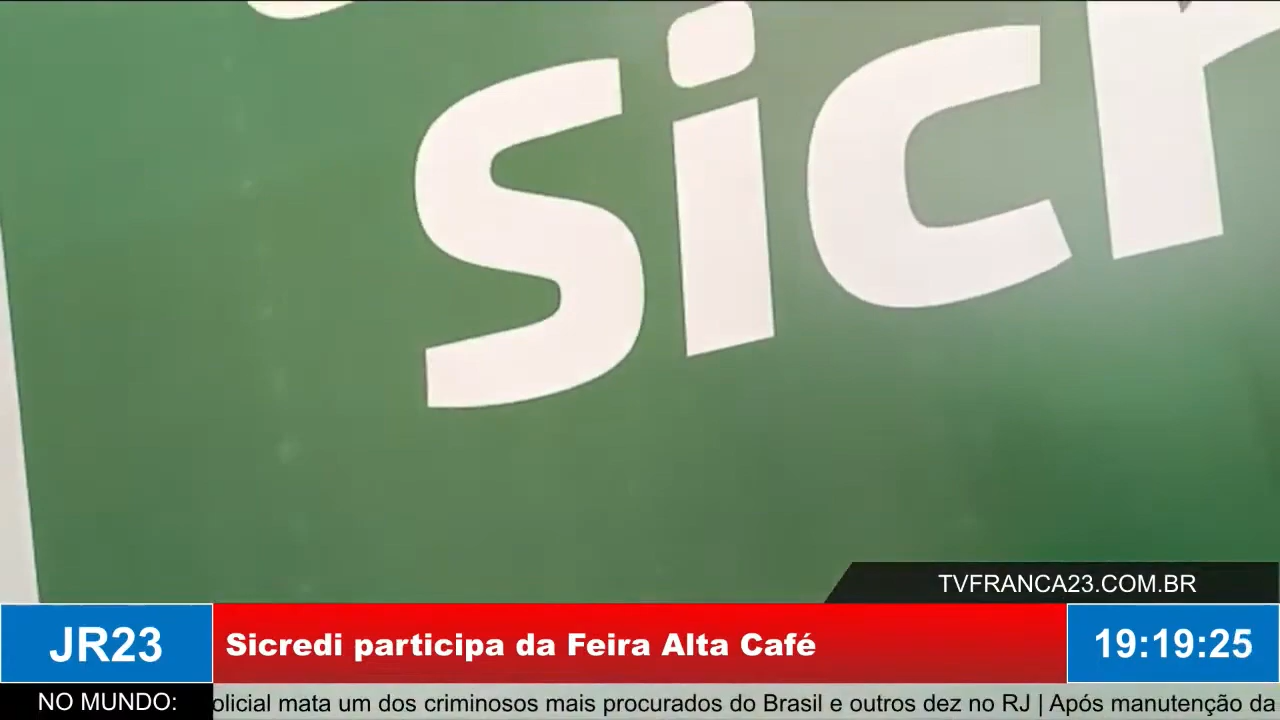 Sicr
TVFRANCA23.COM.BR
JR23
Sicredi participa da Feira Alta Café
19:19:25
NO MUNDO:
olicial mata um dos criminosos mais procurados do Brasil e outros dez no RJ | Após manutenção da